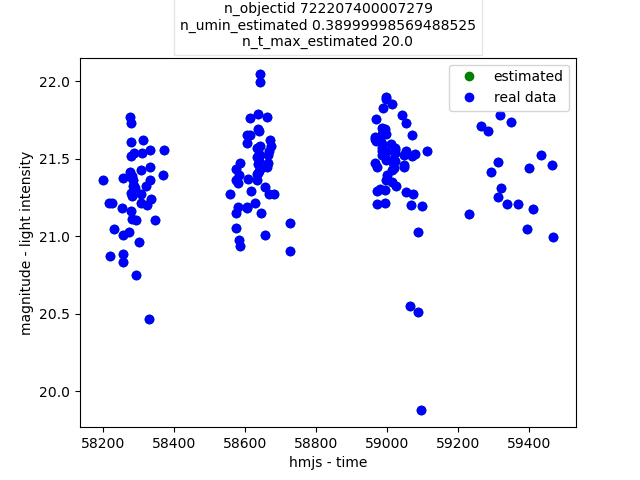 n_objectid 722207400007279
n_umin_estimated 0.38999998569488525
n_t_max_estimated 20.0
estimated
real data
22.0
21.5
21.0
20.5
20.0
magnitude - light intensity
58200 58400 58600 58800 59000 59200 59400
hmjs - time